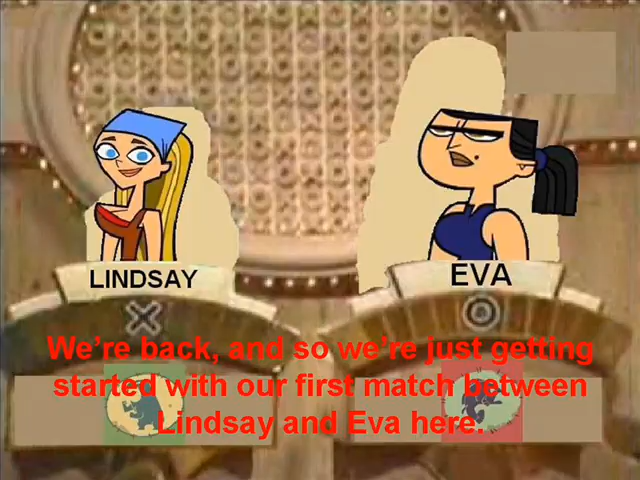 LINDSAY
EVA
We're back, and so we're just getting
started with our first match between
Lindsay and Eva here.